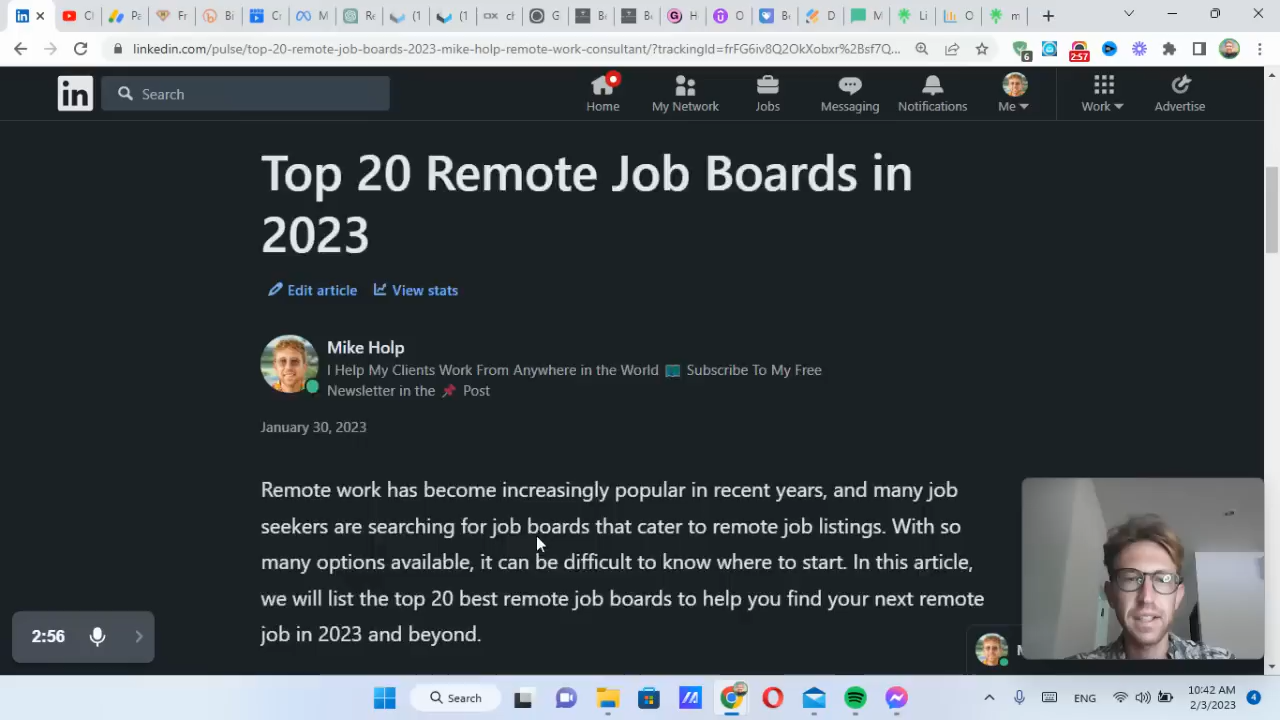 linkedin.com/pulse/top-20-remote-job-boards-2023-mike-holp-remote-work-consultant/?trackingId=frFG6iv8Q2OkXobxr%2Bsf7Q...
6
2:57
in
Search
Home
My Network
Jobs
Messaging
Notifications
Me
Work
Advertise
Top 20 Remote Job Boards in
2023
Edit article
View stats
Mike Holp
I Help My Clients Work From Anywhere in the World 📖 Subscribe To My Free
Newsletter in the 📌 Post
January 30, 2023
Remote work has become increasingly popular in recent years, and many job
seekers are searching for job boards that cater to remote job listings. With so
many options available, it can be difficult to know where to start. In this article,
we will list the top 20 best remote job boards to help you find your next remote
job in 2023 and beyond.
2:56
Search
ENG
10:42 AM
2/3/2023
4